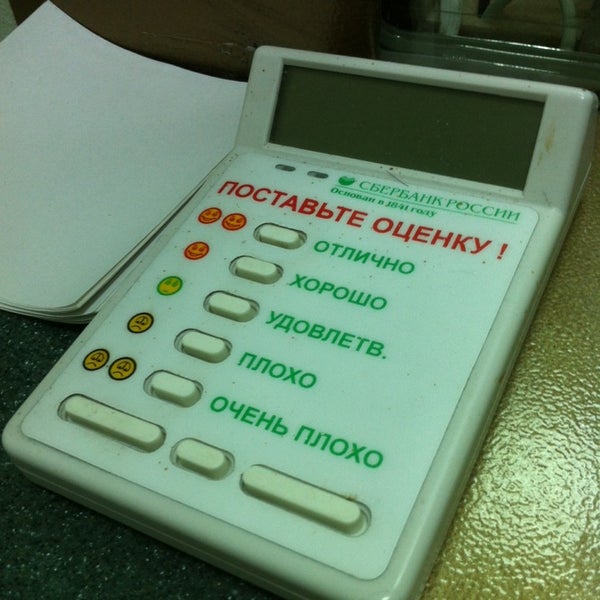 СБЕРБАНК РОССИИ
Основан в 1841 году
ПОСТАВЬТЕ ОЦЕНКУ !
ОТЛИЧНО
ХОРОШО
УДОВЛЕТВ.
ПЛОХО
ОЧЕНЬ ПЛОХО